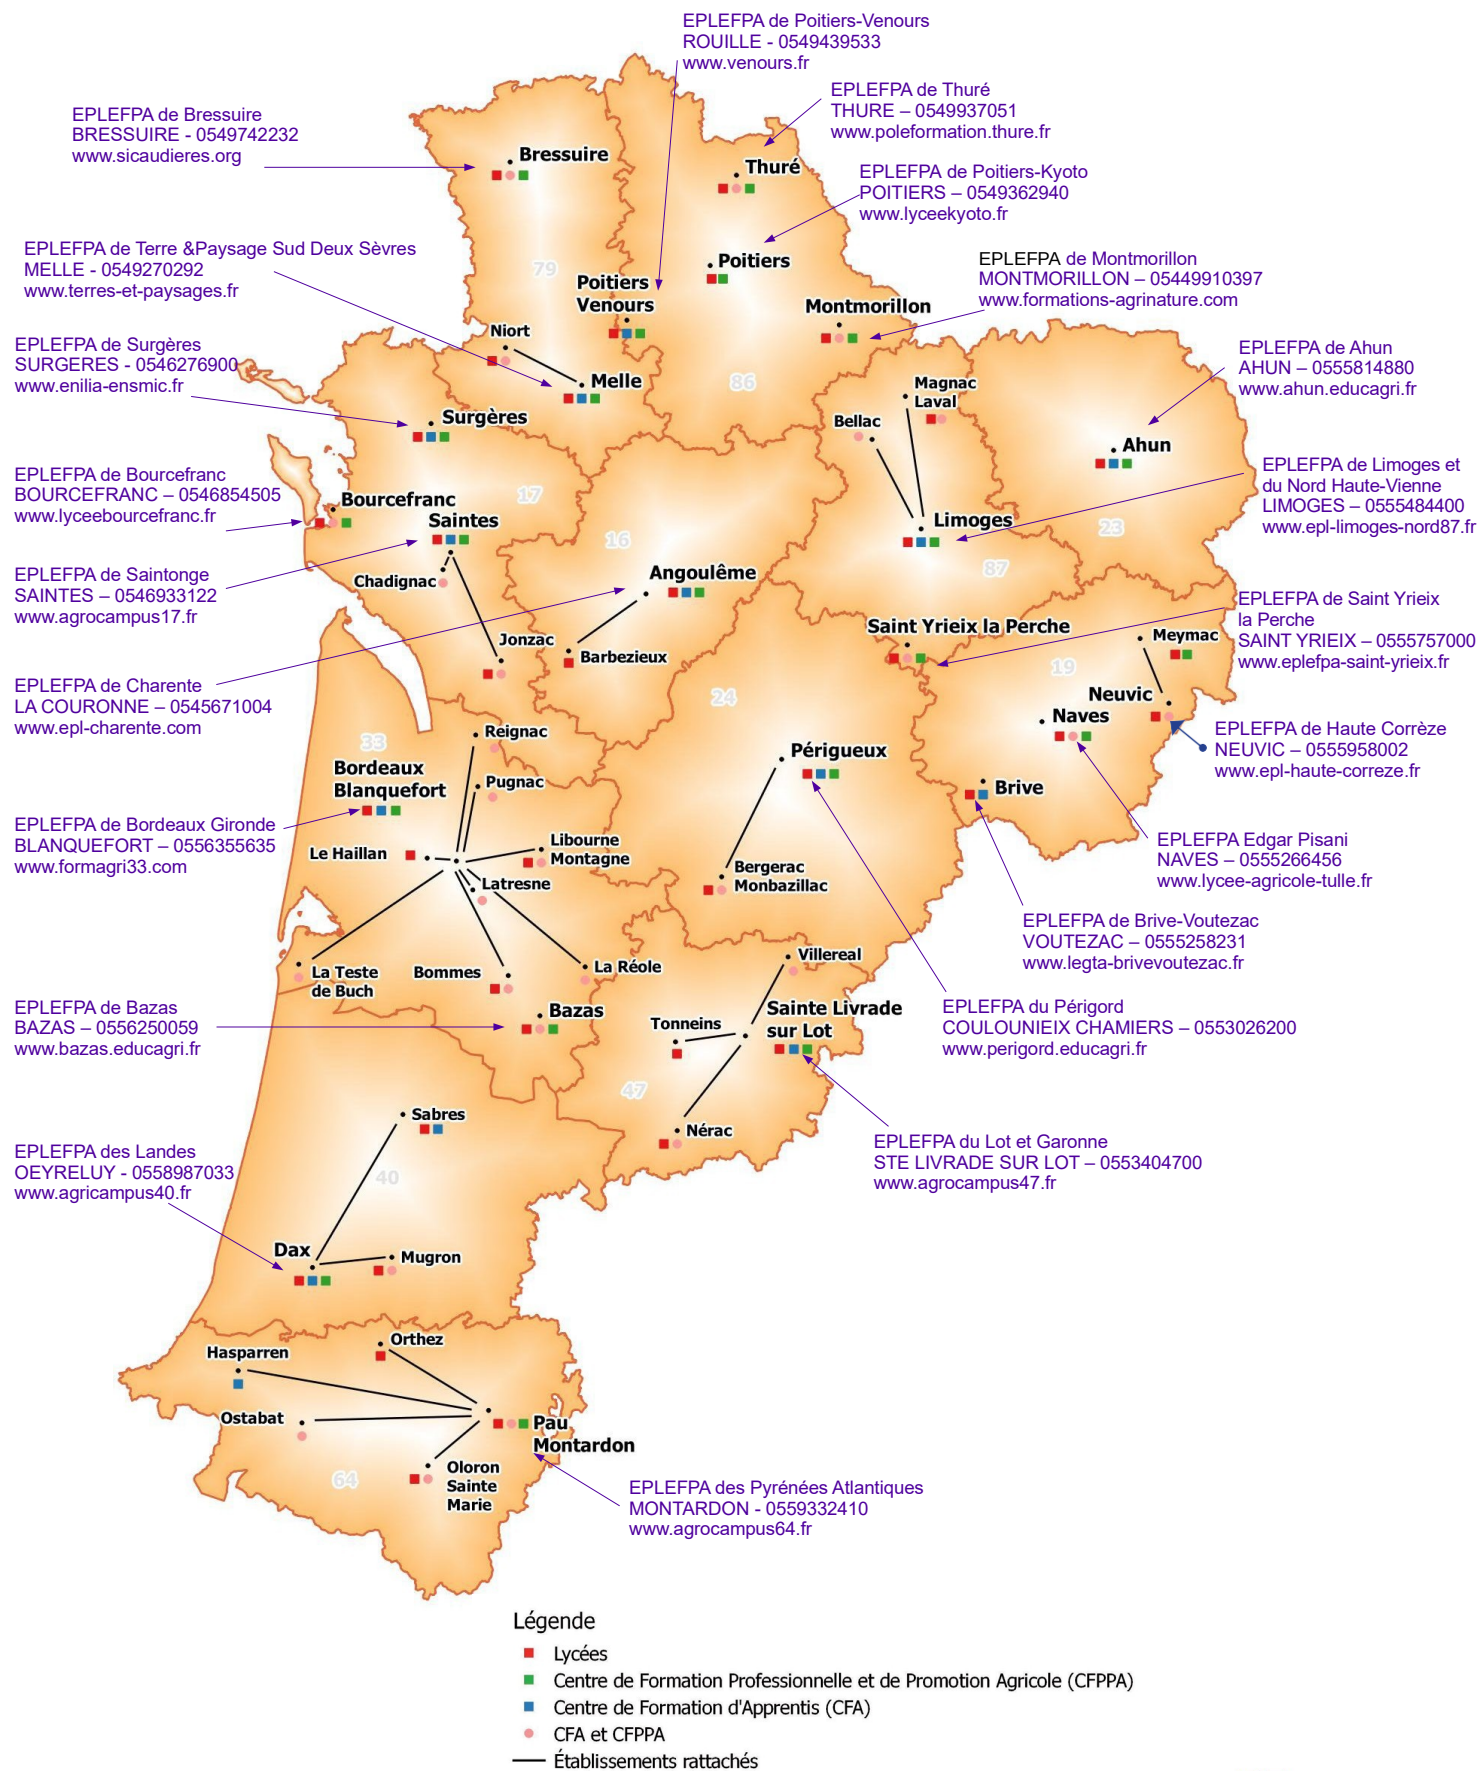 EPLEFPA de Poitiers-Venours
ROUILLE - 0549439533
www.venours.fr
EPLEFPA de Thuré
THURE – 0549937051
www.poleformation.thure.fr
EPLEFPA de Bressuire
BRESSUIRE - 0549742232
www.sicaudieres.org
EPLEFPA de Poitiers-Kyoto
POITIERS – 0549362940
www.lyceekyoto.fr
EPLEFPA de Terre &Paysage Sud Deux Sèvres
MELLE - 0549270292
www.terres-et-paysages.fr
EPLEFPA de Montmorillon
MONTMORILLON – 05449910397
www.formations-agrinature.com
EPLEFPA de Surgères
SURGERES - 0546276900
www.enilia-ensmic.fr
EPLEFPA de Ahun
AHUN – 0555814880
www.ahun.educagri.fr
EPLEFPA de Bourcefranc
BOURCEFRANC – 0546854505
www.lyceebourcefranc.fr
EPLEFPA de Limoges et
du Nord Haute-Vienne
LIMOGES – 0555484400
www.epl-limoges-nord87.fr
EPLEFPA de Saintonge
SAINTES – 0546933122
www.agrocampus17.fr
EPLEFPA de Saint Yrieix
la Perche
SAINT YRIEIX – 0555757000
www.eplefpa-saint-yrieix.fr
EPLEFPA de Charente
LA COURONNE – 0545671004
www.epl-charente.com
EPLEFPA de Haute Corrèze
NEUVIC – 0555958002
www.epl-haute-correze.fr
EPLEFPA de Bordeaux Gironde
BLANQUEFORT – 0556355635
www.formagri33.com
EPLEFPA Edgar Pisani
NAVES – 0555266456
www.lycee-agricole-tulle.fr
EPLEFPA de Brive-Voutezac
VOUTEZAC – 0555258231
www.legta-brivevoutezac.fr
EPLEFPA de Bazas
BAZAS – 0556250059
www.bazas.educagri.fr
EPLEFPA du Périgord
COULOUNIEIX CHAMIERS – 0553026200
www.perigord.educagri.fr
EPLEFPA des Landes
OEYRELUY - 0558987033
www.agricampus40.fr
EPLEFPA du Lot et Garonne
STE LIVRADE SUR LOT – 0553404700
www.agrocampus47.fr
EPLEFPA des Pyrénées Atlantiques
MONTARDON - 0559332410
www.agrocampus64.fr
Bressuire
Thuré
79
Poitiers
Poitiers
Venours
Montmorillon
Niort
Melle
86
Magnac
Laval
Bellac
Surgères
Ahun
Bourcefranc
17
Saintes
Limoges
23
16
87
Chadignac
Angoulême
Saint Yrieix la Perche
Meymac
Jonzac
Barbezieux
19
24
Neuvic
Naves
Reignac
33
Bordeaux
Blanquefort
Périgueux
Pugnac
Brive
Libourne
Montagne
Le Haillan
Latresne
Bergerac
Monbazillac
Villereal
La Teste
de Buch
Bommes
La Réole
Bazas
Sainte Livrade
sur Lot
Tonneins
47
Sabres
Nérac
40
Dax
Mugron
Orthez
Hasparren
Ostabat
Pau
Montardon
64
Oloron
Sainte
Marie
Légende
Lycées
Centre de Formation Professionnelle et de Promotion Agricole (CFPPA)
Centre de Formation d'Apprentis (CFA)
CFA et CFPPA
Établissements rattachés